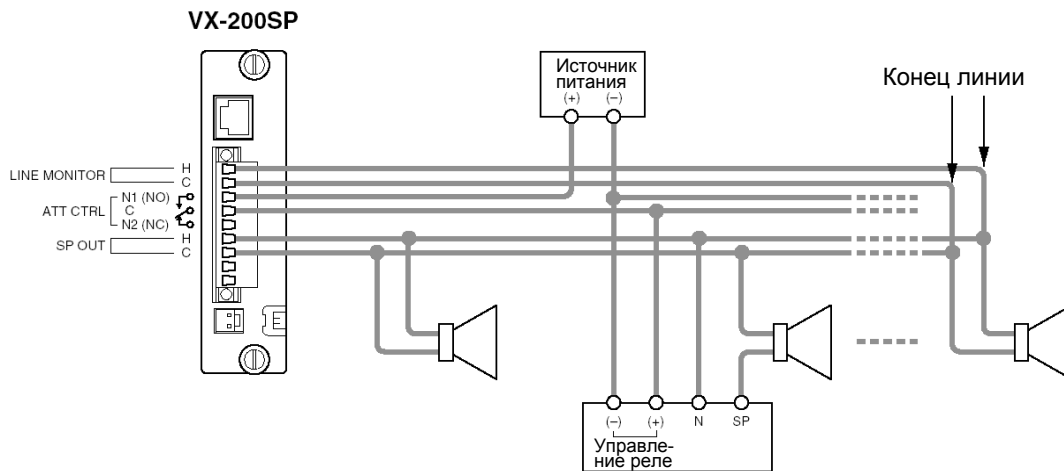 VX-200SP
Источник
питания
(+) (–)
Конец линии
LINE MONITOR H
C
ATT CTRL N1 (NO)
C
N2 (NC)
SP OUT H
C
(–) (+) N SP
Управле-
ние реле